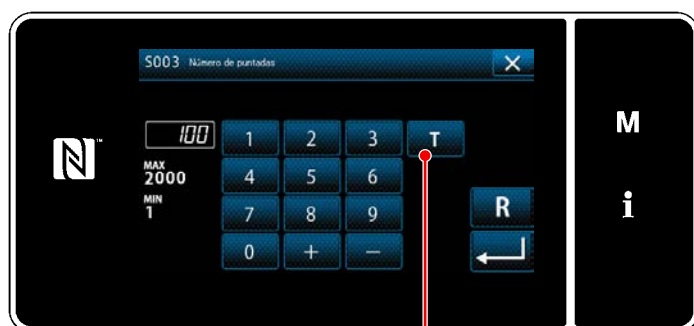 S003 Número de puntadas
100
1 2 3 T
MAX
2000
4 5 6
MIN
1
7 8 9 R
0 + −
M
i
N™